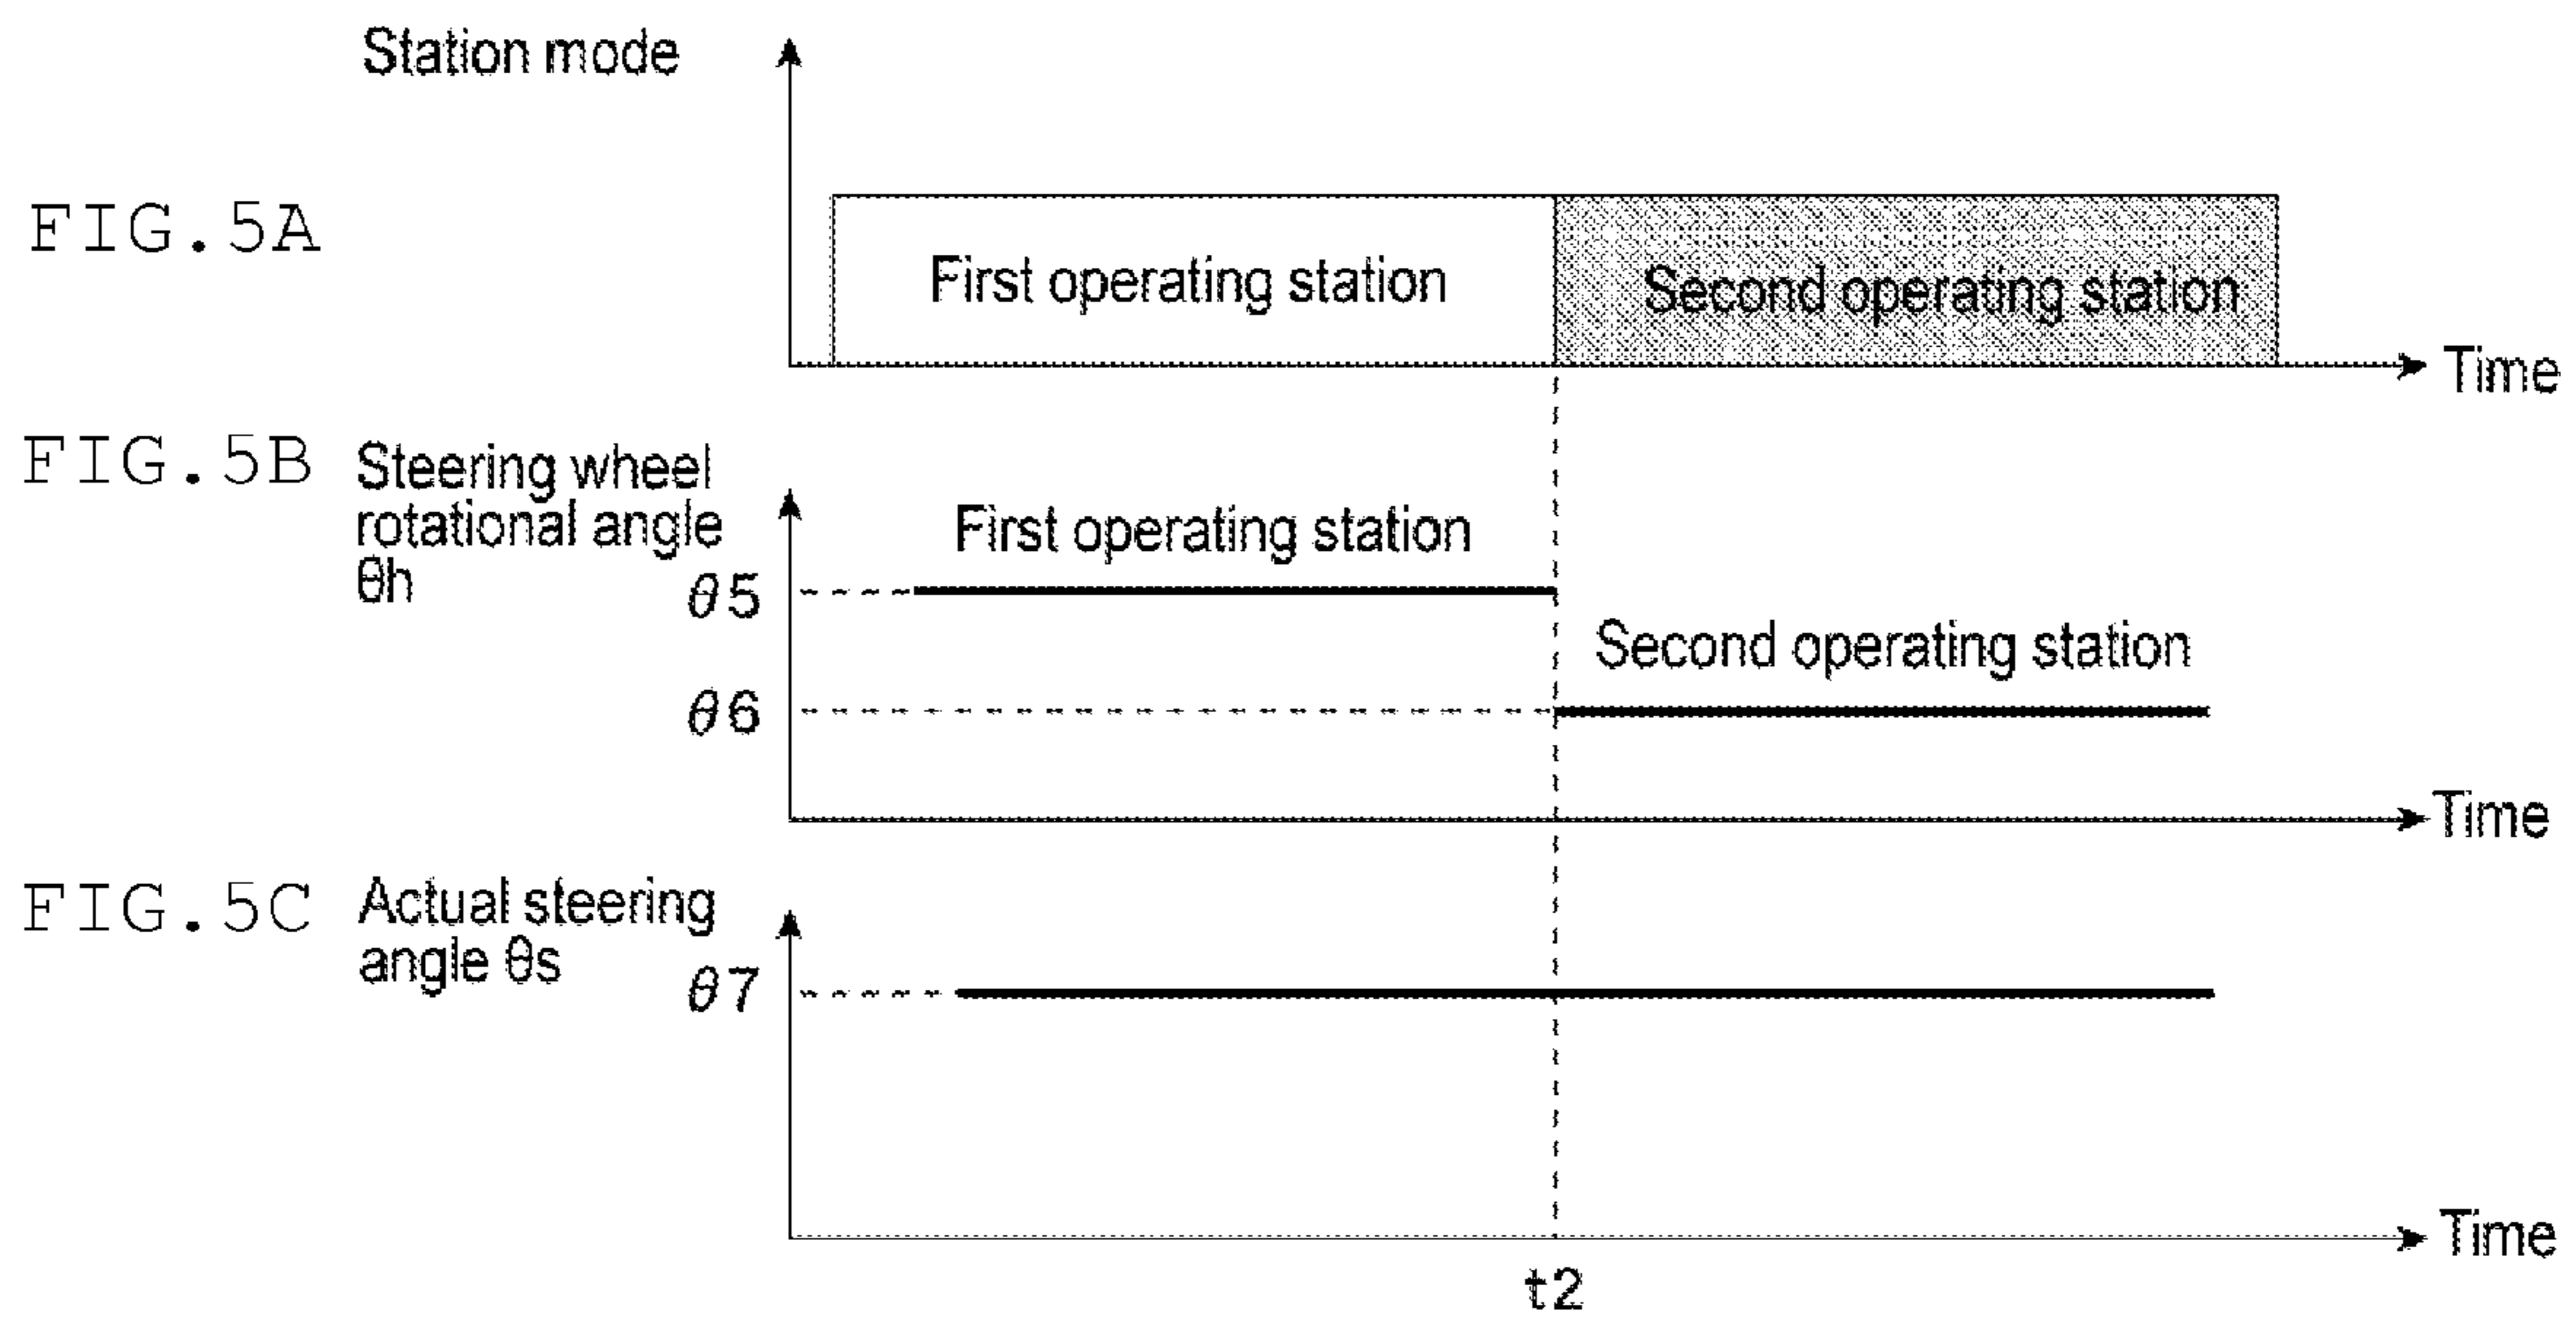 Station mode
FIG.5A
First operating station
Second operating station
Time
FIG.5B
Steering wheel
rotational angle
θh
First operating station
θ5
Second operating station
θ6
Time
FIG.5C
Actual steering
angle θs
θ7
Time
t2